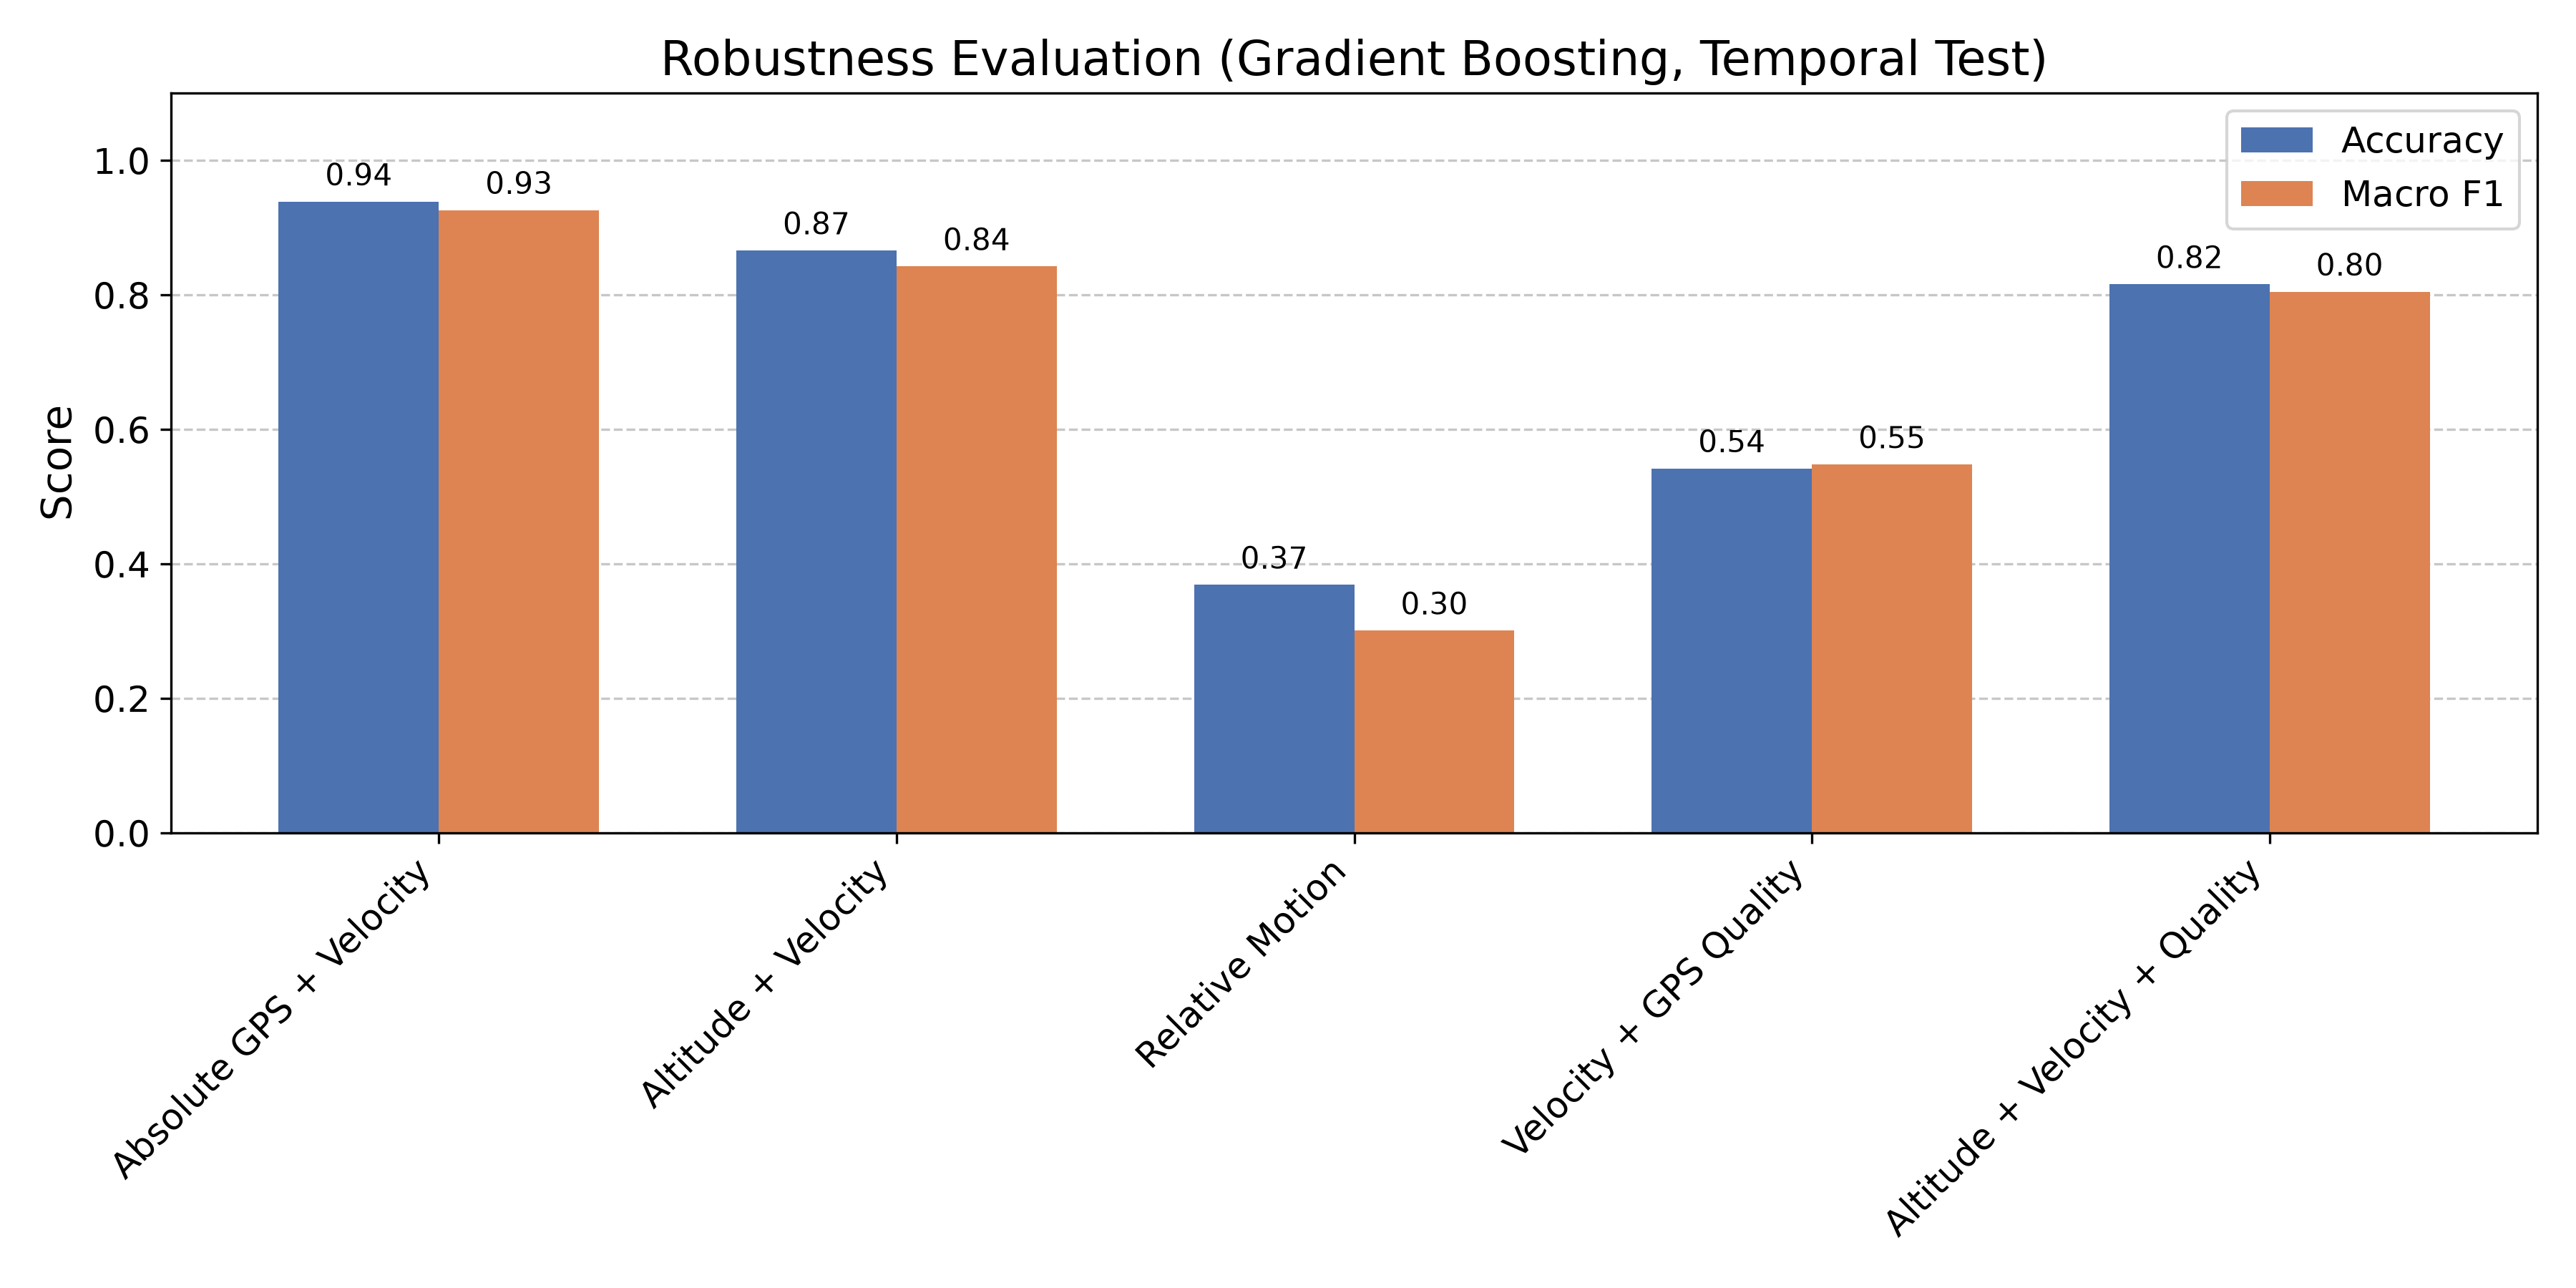 Robustness Evaluation (Gradient Boosting, Temporal Test)
Accuracy
Macro F1
Score
1.0
0.8
0.6
0.4
0.2
0.0
0.94
0.93
0.87
0.84
0.37
0.30
0.54
0.55
0.82
0.80
Absolute GPS + Velocity
Altitude + Velocity
Relative Motion
Velocity + GPS Quality
Altitude + Velocity + Quality